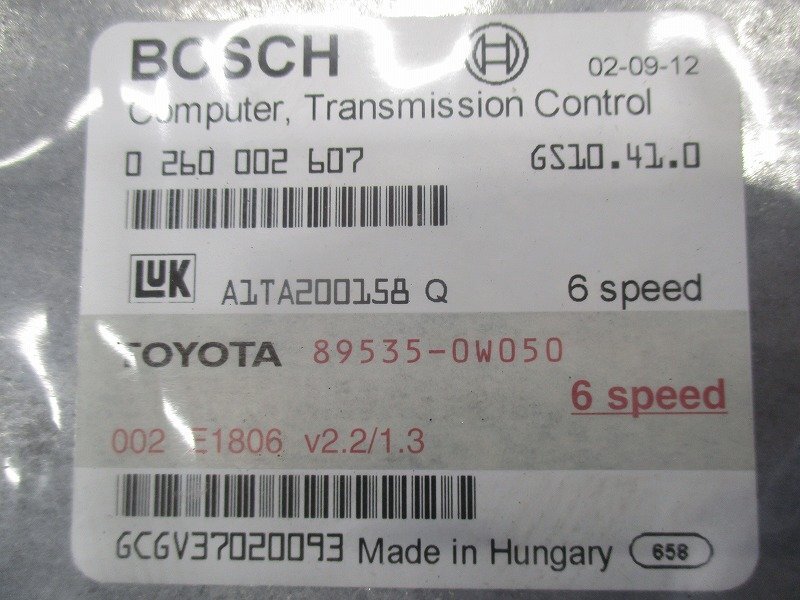 BOSCH 02-09-12
Computer, Transmission Control
0 260 002 607 GS10.41.0
LUK A1TA200158 Q 6 speed
TOYOTA 89535-0W050
6 speed
002 E1806 v2.2/1.3
GCGV37020093 Made in Hungary 658